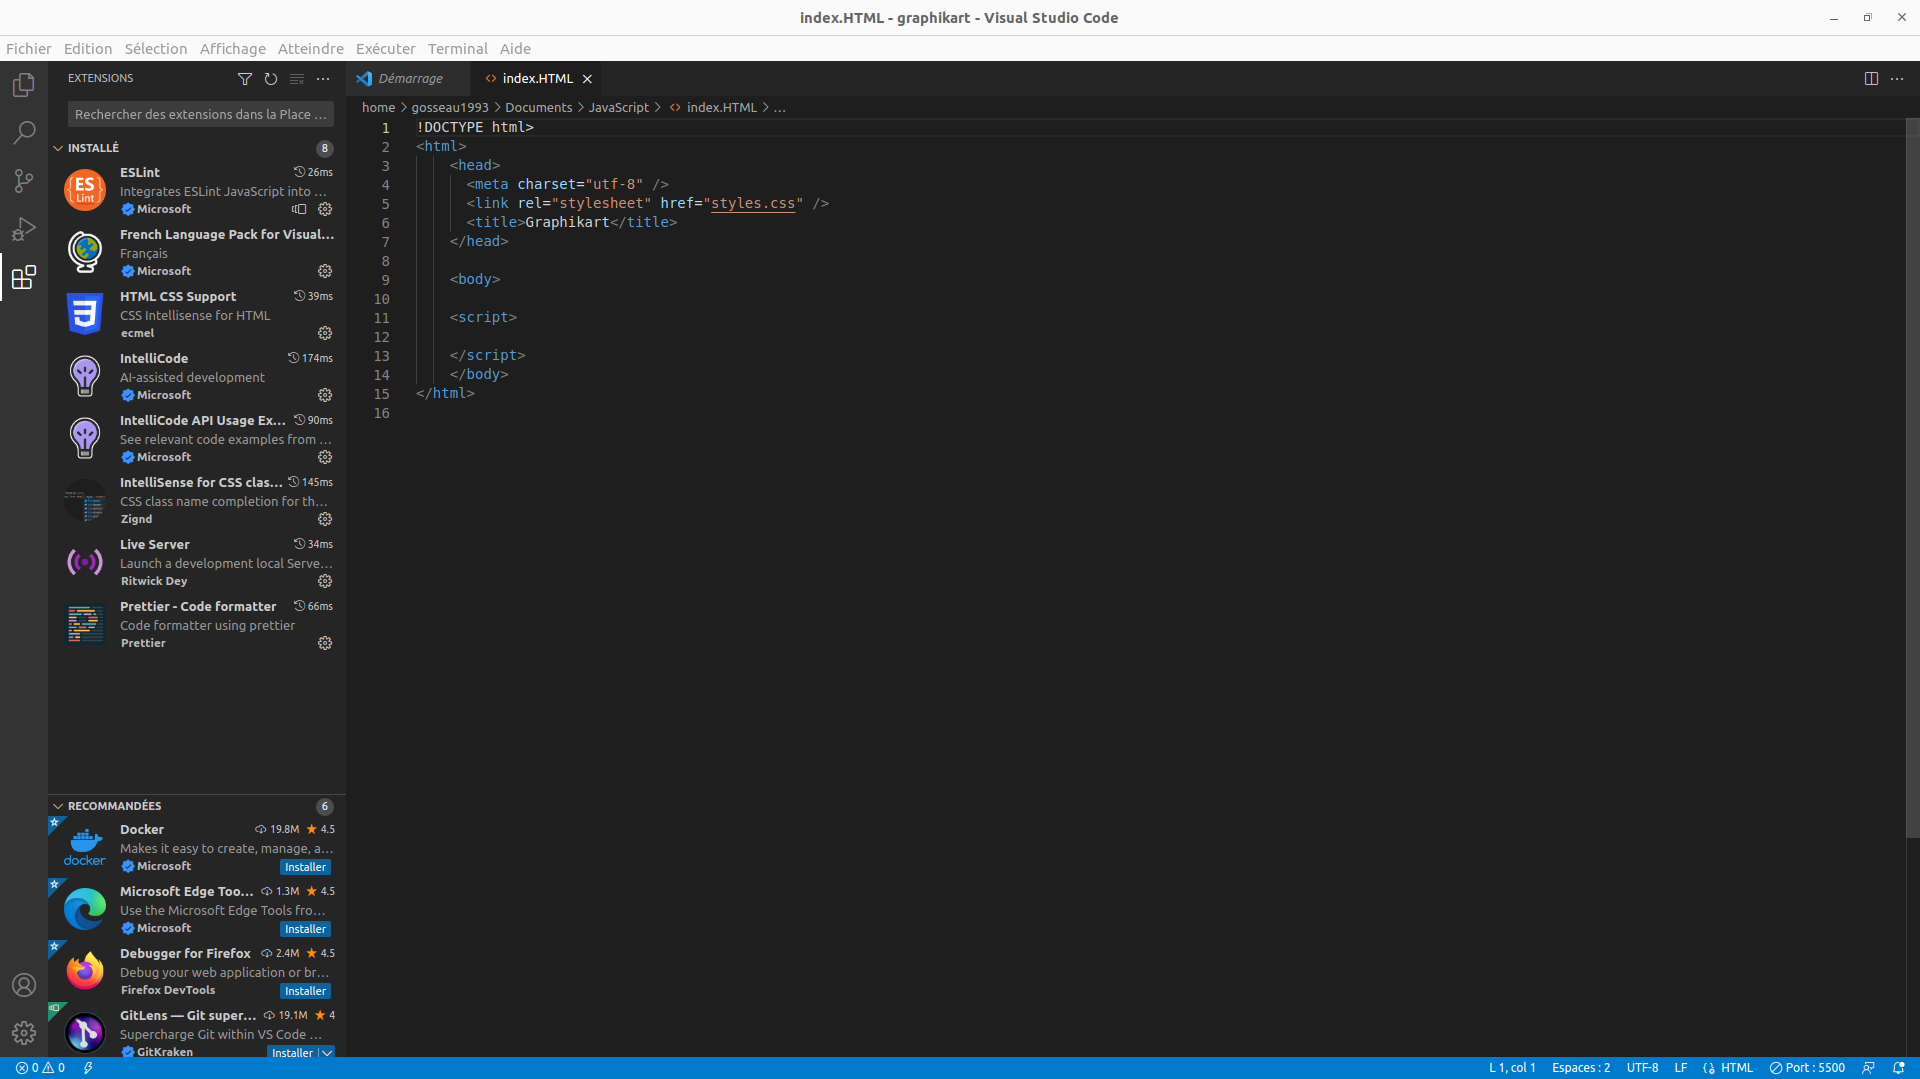 index.HTML - graphikart - Visual Studio Code
Fichier Edition Sélection Affichage Atteindre Exécuter Terminal Aide
EXTENSIONS
Rechercher des extensions dans la Place ...
INSTALLÉ 8
ESLint 26ms
Integrates ESLint JavaScript into ...
Microsoft
French Language Pack for Visual...
Français
Microsoft
HTML CSS Support 39ms
CSS Intellisense for HTML
ecmel
IntelliCode 174ms
AI-assisted development
Microsoft
IntelliCode API Usage Ex... 90ms
See relevant code examples from ...
Microsoft
IntelliSense for CSS clas... 145ms
CSS class name completion for th...
Zignd
Live Server 34ms
Launch a development local Serve...
Ritwick Dey
Prettier - Code formatter 66ms
Code formatter using prettier
Prettier
RECOMMANDÉES 6
Docker 19.8M ★ 4.5
Makes it easy to create, manage, a...
Microsoft Installer
docker
Microsoft Edge Too... 1.3M ★ 4.5
Use the Microsoft Edge Tools fro...
Microsoft Installer
Debugger for Firefox 2.4M ★ 4.5
Debug your web application or br...
Firefox DevTools Installer
GitLens — Git super... 19.1M ★ 4
Supercharge Git within VS Code ...
GitKraken Installer
Démarrage index.HTML
home > gosseau1993 > Documents > JavaScript > index.HTML > ...
1 !DOCTYPE html>
2 <html>
3 <head>
4 <meta charset="utf-8" />
5 <link rel="stylesheet" href="styles.css" />
6 <title>Graphikart</title>
7 </head>
8
9 <body>
10
11 <script>
12
13 </script>
14 </body>
15 </html>
16
0 0 L 1, col 1 Espaces : 2 UTF-8 LF HTML Port : 5500